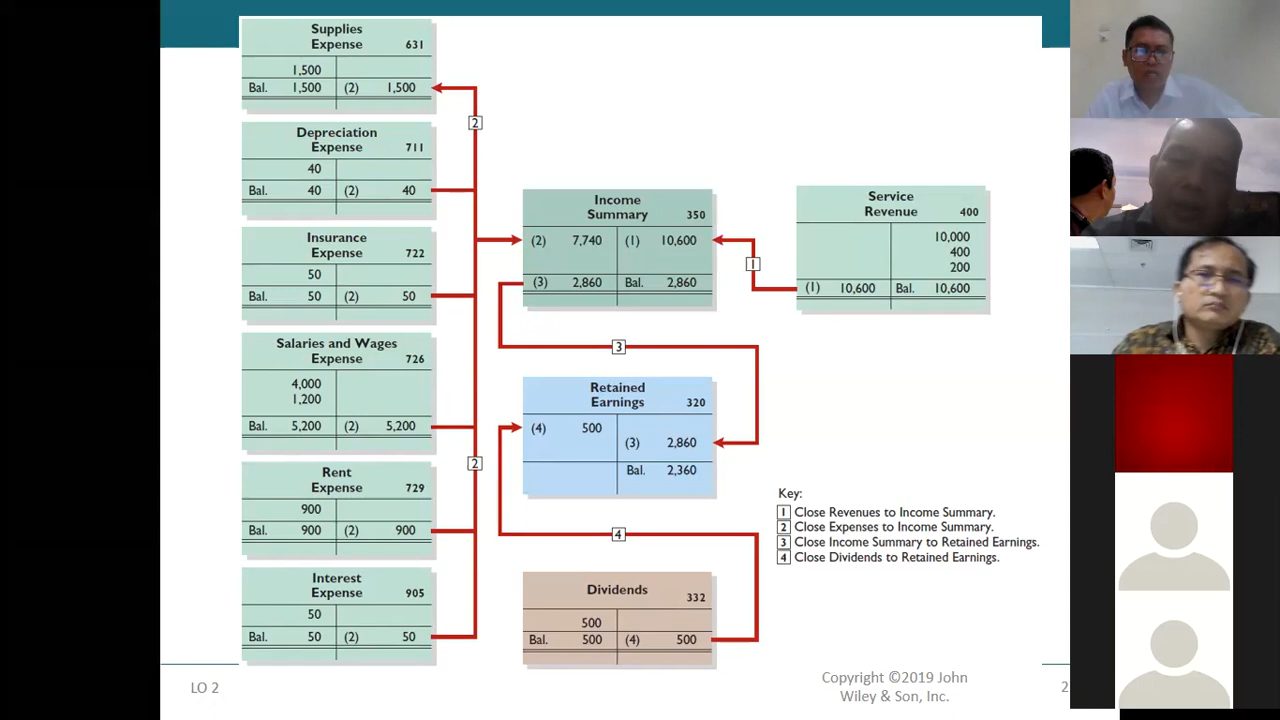 Supplies
Expense 631
1,500
Bal. 1,500 (2) 1,500
2
Depreciation
Expense 711
40
Bal. 40 (2) 40
Insurance
Expense 722
50
Bal. 50 (2) 50
Salaries and Wages
Expense 726
4,000
1,200
Bal. 5,200 (2) 5,200
2
Rent
Expense 729
900
Bal. 900 (2) 900
Interest
Expense 905
50
Bal. 50 (2) 50
Income
Summary 350
(2) 7,740 (1) 10,600
(3) 2,860 Bal. 2,860
1
Service
Revenue 400
10,000
400
200
(1) 10,600 Bal. 10,600
3
Retained
Earnings 320
(4) 500
(3) 2,860
Bal. 2,360
4
Dividends 332
500
Bal. 500 (4) 500
Key:
1 Close Revenues to Income Summary.
2 Close Expenses to Income Summary.
3 Close Income Summary to Retained Earnings.
4 Close Dividends to Retained Earnings.
LO 2
Copyright ©2019 John
Wiley & Son, Inc.
2